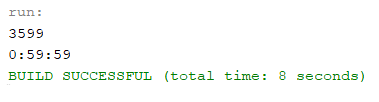 run:
3599
0:59:59
BUILD SUCCESSFUL (total time: 8 seconds)